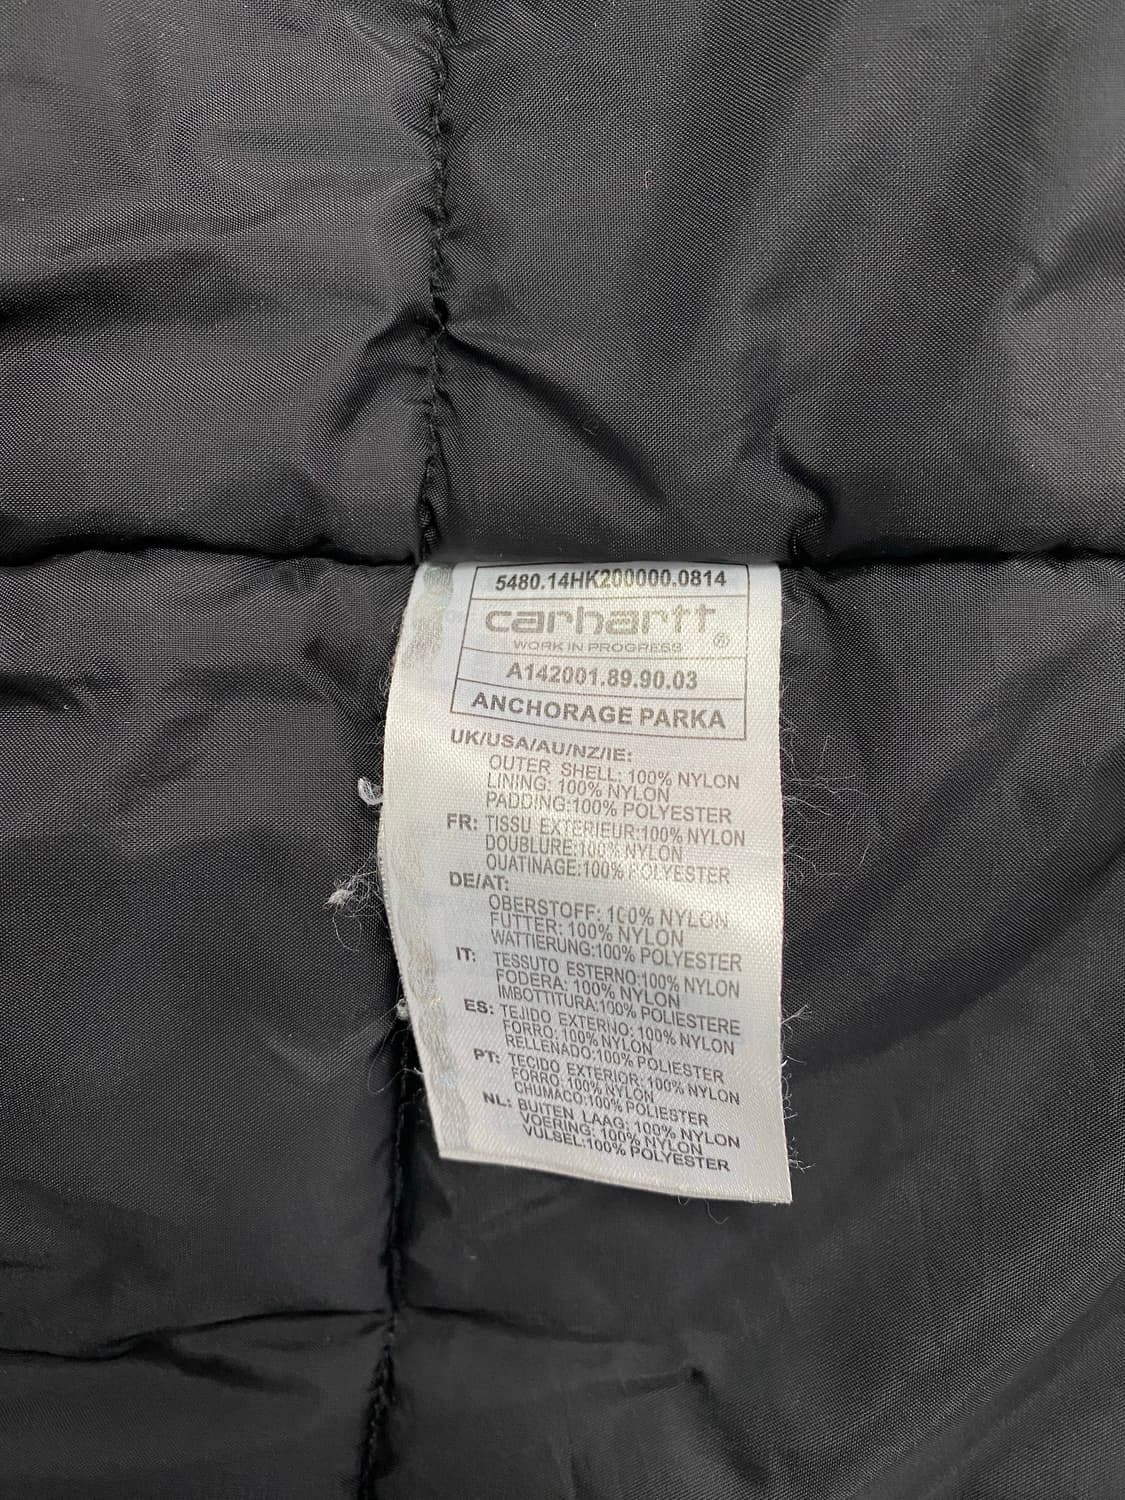 5480.14HK200000.0814
carhartt®
WORK IN PROGRESS
A142001.89.90.03
ANCHORAGE PARKA
UK/USA/AU/NZ/IE:
OUTER SHELL: 100% NYLON
LINING: 100% NYLON
PADDING:100% POLYESTER
FR: TISSU EXTERIEUR:100% NYLON
DOUBLURE:100% NYLON
OUATINAGE:100% POLYESTER
DE/AT:
OBERSTOFF: 100% NYLON
FUTTER: 100% NYLON
WATTIERUNG:100% POLYESTER
IT: TESSUTO ESTERNO:100% NYLON
FODERA: 100% NYLON
IMBOTTITURA:100% POLIESTERE
ES: TEJIDO EXTERNO: 100% NYLON
FORRO: 100% NYLON
RELLENADO:100% POLIESTER
PT: TECIDO EXTERIOR: 100% NYLON
FORRO: 100% NYLON
CHUMACO:100% POLIESTER
NL: BUITEN LAAG: 100% NYLON
VOERING: 100% NYLON
VULSEL:100% POLYESTER